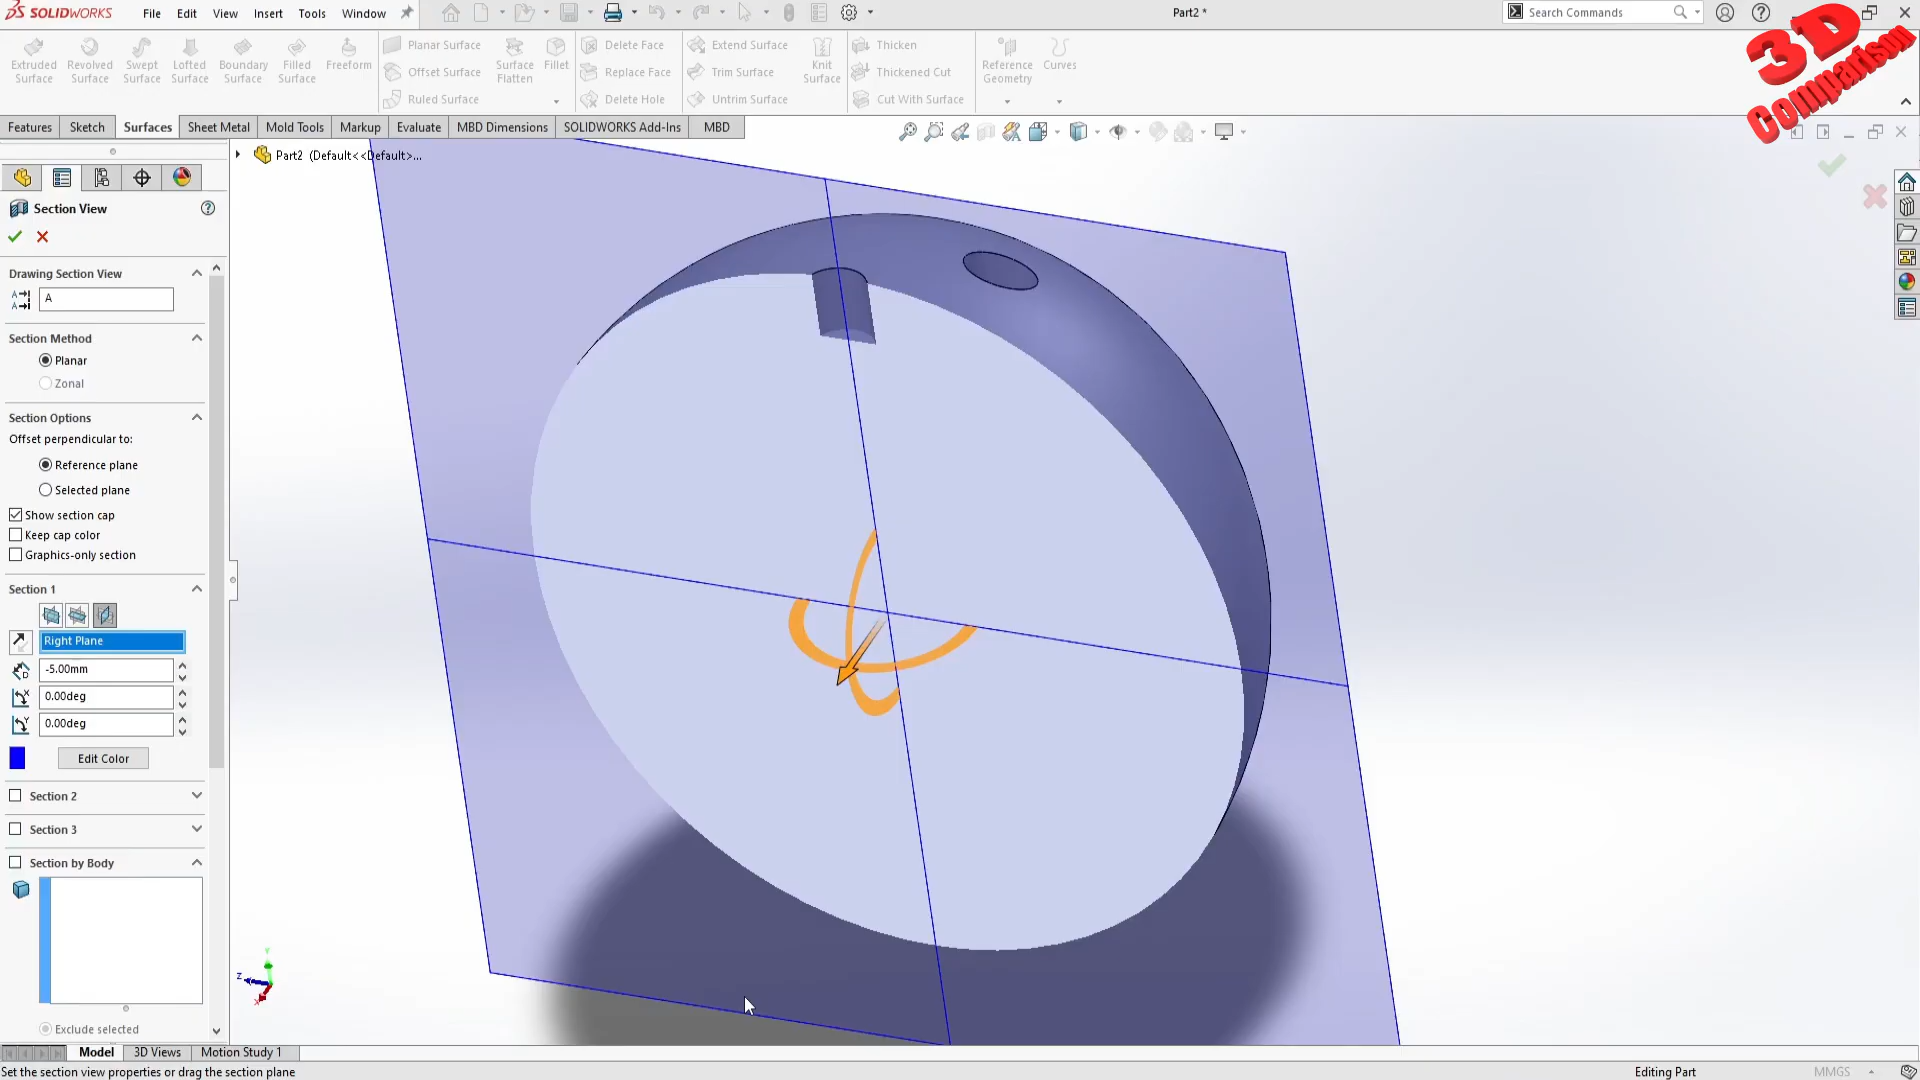 SOLIDWORKS
File
Edit
View
Insert
Tools
Window
Part2 *
Search Commands
3D
Comparison
Extruded
Surface
Revolved
Surface
Swept
Surface
Lofted
Surface
Boundary
Surface
Filled
Surface
Freeform
Planar Surface
Offset Surface
Ruled Surface
Surface
Flatten
Fillet
Delete Face
Replace Face
Delete Hole
Extend Surface
Trim Surface
Untrim Surface
Knit
Surface
Thicken
Thickened Cut
Cut With Surface
Reference
Geometry
Curves
Features
Sketch
Surfaces
Sheet Metal
Mold Tools
Markup
Evaluate
MBD Dimensions
SOLIDWORKS Add-Ins
MBD
Part2 (Default<<Default>...
Section View
Drawing Section View
A
Section Method
Planar
Zonal
Section Options
Offset perpendicular to:
Reference plane
Selected plane
Show section cap
Keep cap color
Graphics-only section
Section 1
Right Plane
-5.00mm
0.00deg
0.00deg
Edit Color
Section 2
Section 3
Section by Body
Exclude selected
Y
Z
X
Model
3D Views
Motion Study 1
Set the section view properties or drag the section plane
Editing Part
MMGS